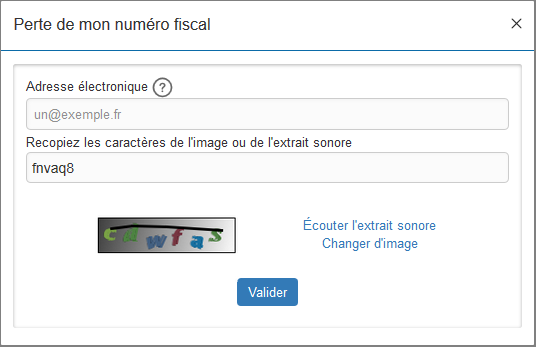 Perte de mon numéro fiscal
Adresse électronique ?
un@exemple.fr
Recopiez les caractères de l'image ou de l'extrait sonore
fnvaq8
Écouter l'extrait sonore
Changer d'image
Valider